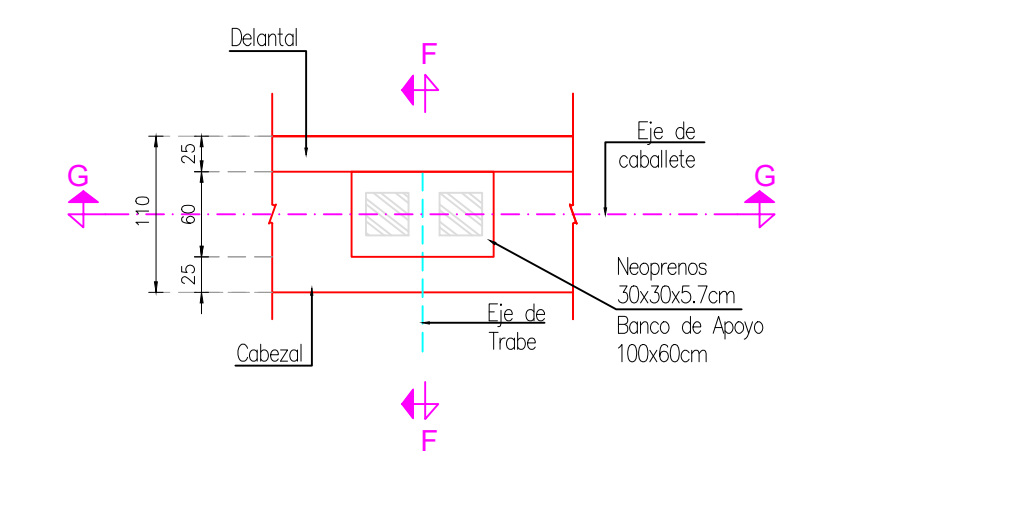 Delantal
F
Eje de
caballete
G
G
25
110
60
25
Neoprenos
30x30x5.7cm
Banco de Apoyo
100x60cm
Eje de
Trabe
Cabezal
F